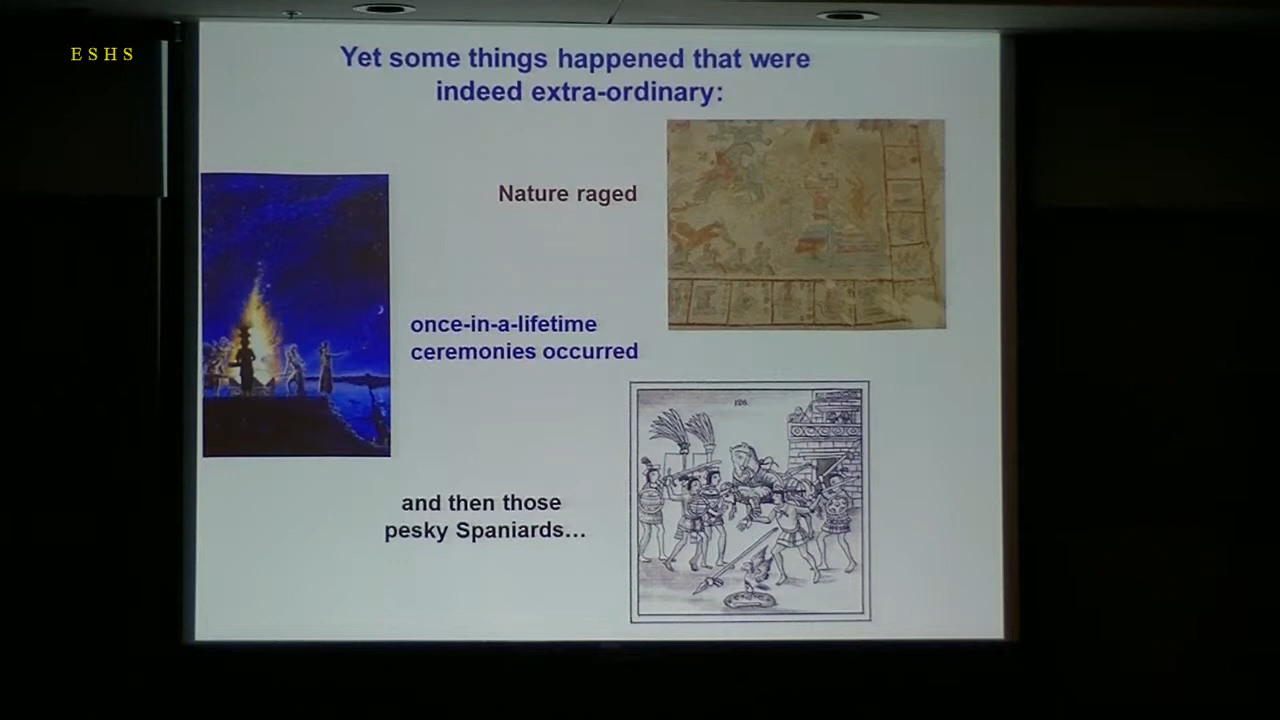 ESHS
Yet some things happened that were
indeed extra-ordinary:
Nature raged
once-in-a-lifetime
ceremonies occurred
and then those
pesky Spaniards…